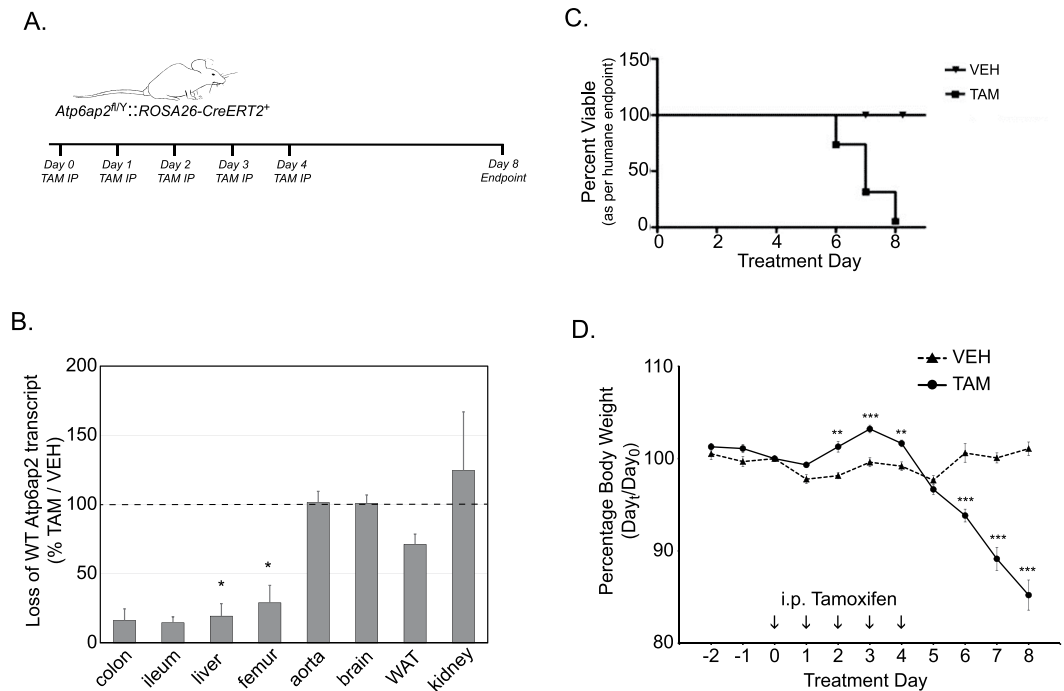 A.
Atp6ap2fl/Y::ROSA26-CreERT2+
Day 0 Day 1 Day 2 Day 3 Day 4 Day 8
TAM IP TAM IP TAM IP TAM IP TAM IP Endpoint
B.
Loss of WT Atp6ap2 transcript
(% TAM / VEH)
200
150
100
50
0
*
*
colon ileum liver femur aorta brain WAT kidney
C.
Percent Viable
(as per humane endpoint)
150
100
50
0
0 2 4 6 8
Treatment Day
VEH
TAM
D.
Percentage Body Weight
(Dayt/Day0)
110
100
90
80
VEH
TAM
** *** **
***
***
***
i.p. Tamoxifen
↓ ↓ ↓ ↓ ↓
-2 -1 0 1 2 3 4 5 6 7 8
Treatment Day